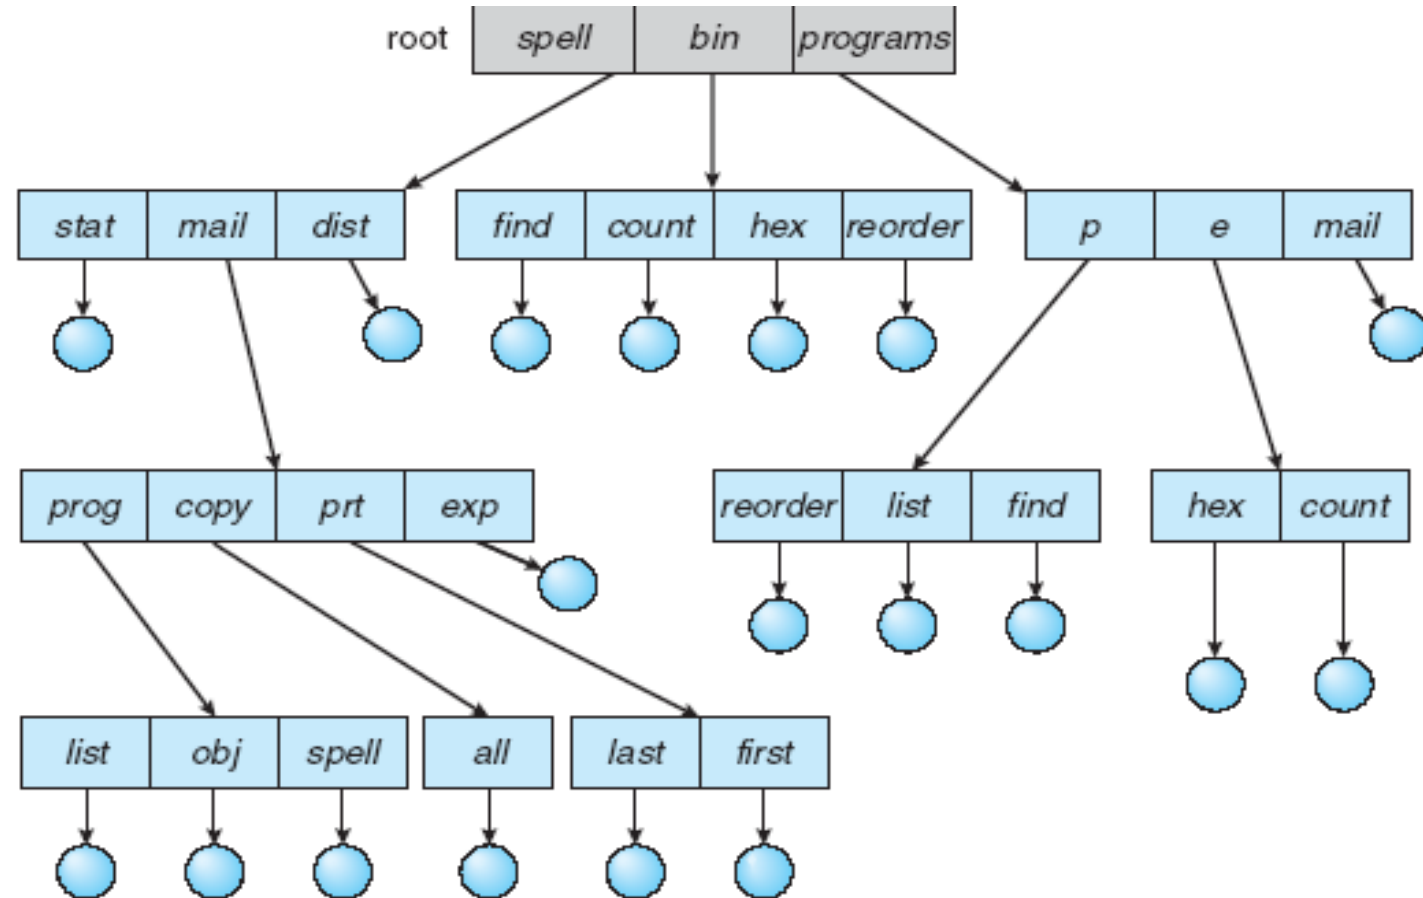 root spell bin programs
stat mail dist find count hex reorder p e mail
prog copy prt exp reorder list find hex count
list obj spell all last first